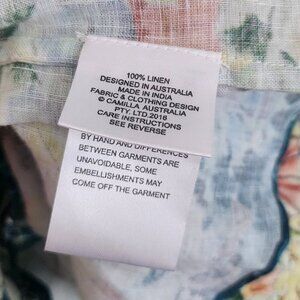 100% LINEN
DESIGNED IN AUSTRALIA
MADE IN INDIA
FABRIC & CLOTHING DESIGN
© CAMILLA AUSTRALIA
PTY. LTD. 2016
CARE INSTRUCTIONS
SEE REVERSE
BY HAND AND DIFFERENCES
BETWEEN GARMENTS ARE
UNAVOIDABLE, SOME
EMBELLISHMENTS MAY
COME OFF THE GARMENT